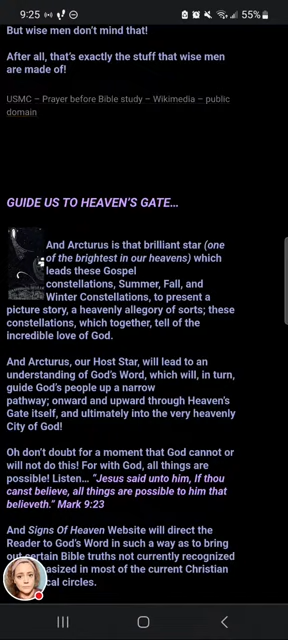 9:25
55%
But wise men don't mind that!
After all, that's exactly the stuff that wise men
are made of!
USMC – Prayer before Bible study – Wikimedia – public
domain
GUIDE US TO HEAVEN'S GATE…
And Arcturus is that brilliant star (one
of the brightest in our heavens) which
leads these Gospel
constellations, Summer, Fall, and
Winter Constellations, to present a
picture story, a heavenly allegory of sorts; these
constellations, which together, tell of the
incredible love of God.
And Arcturus, our Host Star, will lead to an
understanding of God's Word, which will, in turn,
guide God's people up a narrow
pathway; onward and upward through Heaven's
Gate itself, and ultimately into the very heavenly
City of God!
Oh don't doubt for a moment that God cannot or
will not do this! For with God, all things are
possible! Listen… "Jesus said unto him, If thou
canst believe, all things are possible to him that
believeth." Mark 9:23
And Signs Of Heaven Website will direct the
Reader to God's Word in such a way as to bring
out certain Bible truths not currently recognized
in most of the current Christian
circles.